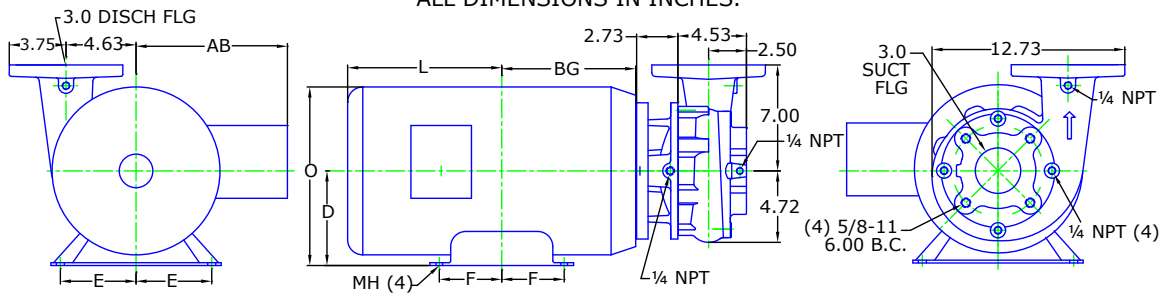 ALL DIMENSIONS IN INCHES.
3.0 DISCH FLG
3.75
4.63
AB
E
E
L
BG
2.73
4.53
2.50
7.00
4.72
O
D
MH (4)
F
F
¼ NPT
¼ NPT
3.0
SUCT
FLG
12.73
¼ NPT
(4) 5/8-11
6.00 B.C.
¼ NPT (4)